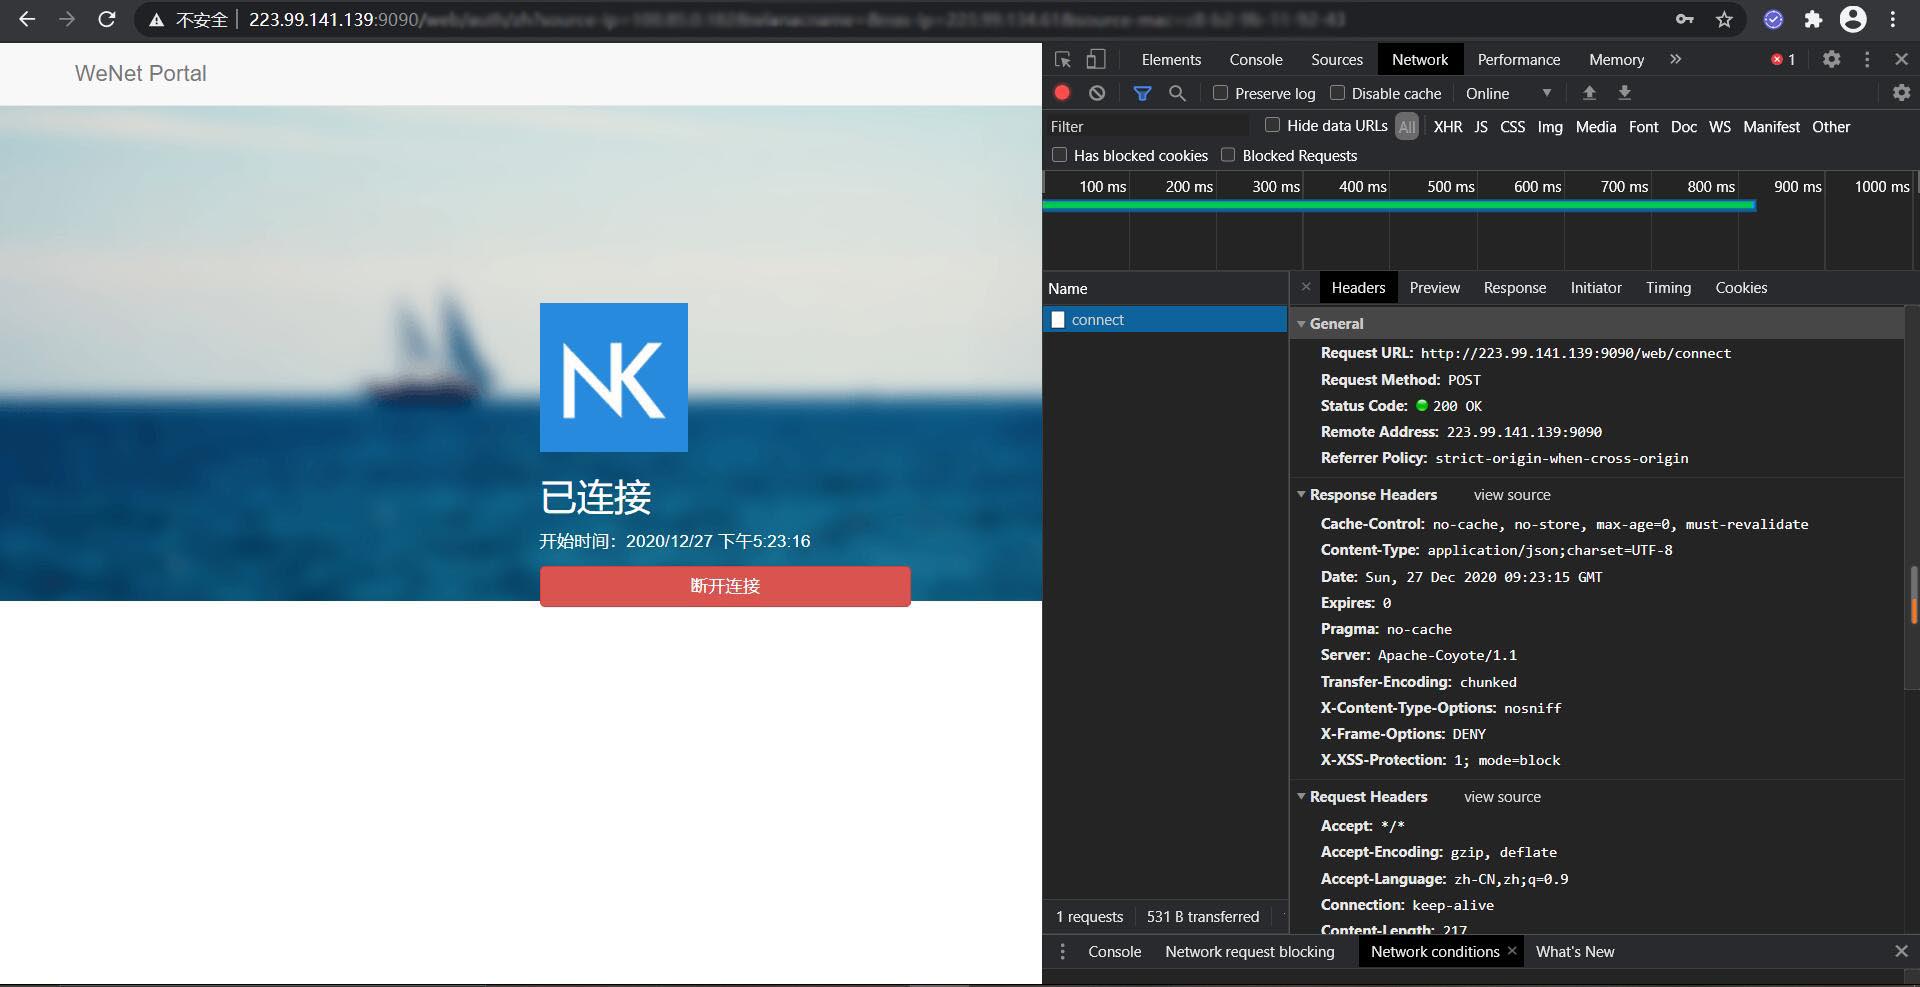 不安全 223.99.141.139:9090/
WeNet Portal
NK
已连接
开始时间：2020/12/27 下午5:23:16
断开连接
Elements Console Sources Network Performance Memory » 1
Preserve log Disable cache Online
Filter Hide data URLs All XHR JS CSS Img Media Font Doc WS Manifest Other
Has blocked cookies Blocked Requests
100 ms 200 ms 300 ms 400 ms 500 ms 600 ms 700 ms 800 ms 900 ms 1000 ms
Name
connect
1 requests 531 B transferred
Headers Preview Response Initiator Timing Cookies
General
Request URL: http://223.99.141.139:9090/web/connect
Request Method: POST
Status Code: 200 OK
Remote Address: 223.99.141.139:9090
Referrer Policy: strict-origin-when-cross-origin
Response Headers view source
Cache-Control: no-cache, no-store, max-age=0, must-revalidate
Content-Type: application/json;charset=UTF-8
Date: Sun, 27 Dec 2020 09:23:15 GMT
Expires: 0
Pragma: no-cache
Server: Apache-Coyote/1.1
Transfer-Encoding: chunked
X-Content-Type-Options: nosniff
X-Frame-Options: DENY
X-XSS-Protection: 1; mode=block
Request Headers view source
Accept: */*
Accept-Encoding: gzip, deflate
Accept-Language: zh-CN,zh;q=0.9
Connection: keep-alive
Content-Length: 217
Console Network request blocking Network conditions What's New